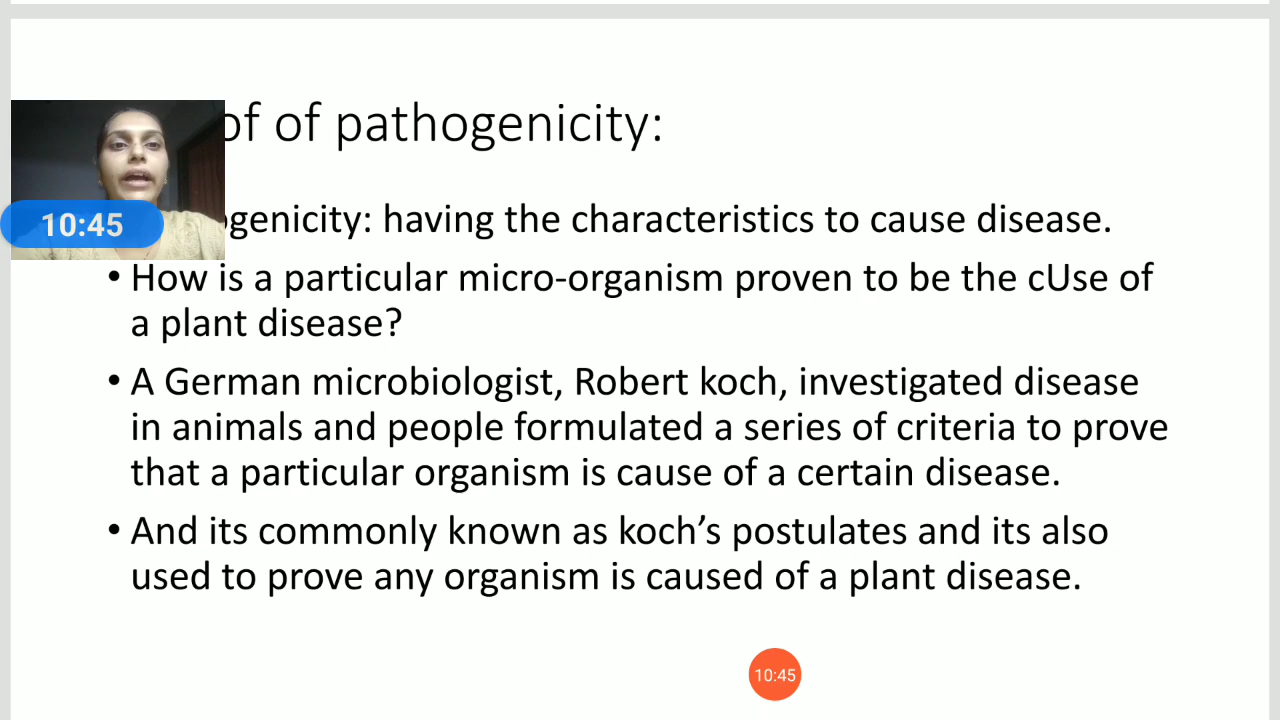 of of pathogenicity:
10:45
genicity: having the characteristics to cause disease.
• How is a particular micro-organism proven to be the cUse of
a plant disease?
• A German microbiologist, Robert koch, investigated disease
in animals and people formulated a series of criteria to prove
that a particular organism is cause of a certain disease.
• And its commonly known as koch’s postulates and its also
used to prove any organism is caused of a plant disease.
10:45